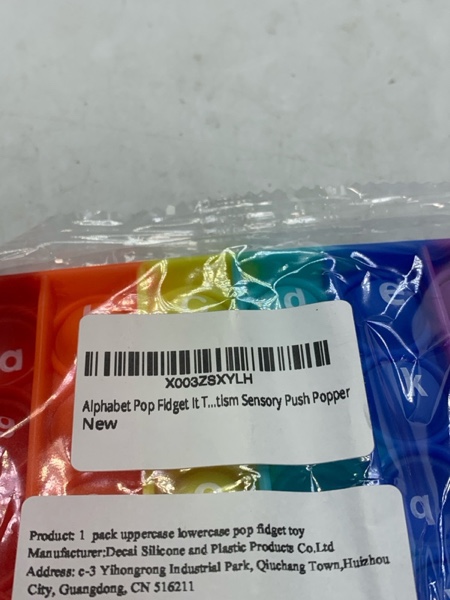 a c d e
k
q
X003ZSXYLH
Alphabet Pop Fidget It T...tism Sensory Push Popper
New
Product: 1 pack uppercase lowercase pop fidget toy
Manufacturer:Decai Silicone and Plastic Products Co.Ltd
Address: c-3 Yihongrong Industrial Park, Qiuchang Town,Huizhou
City, Guangdong, CN 516211